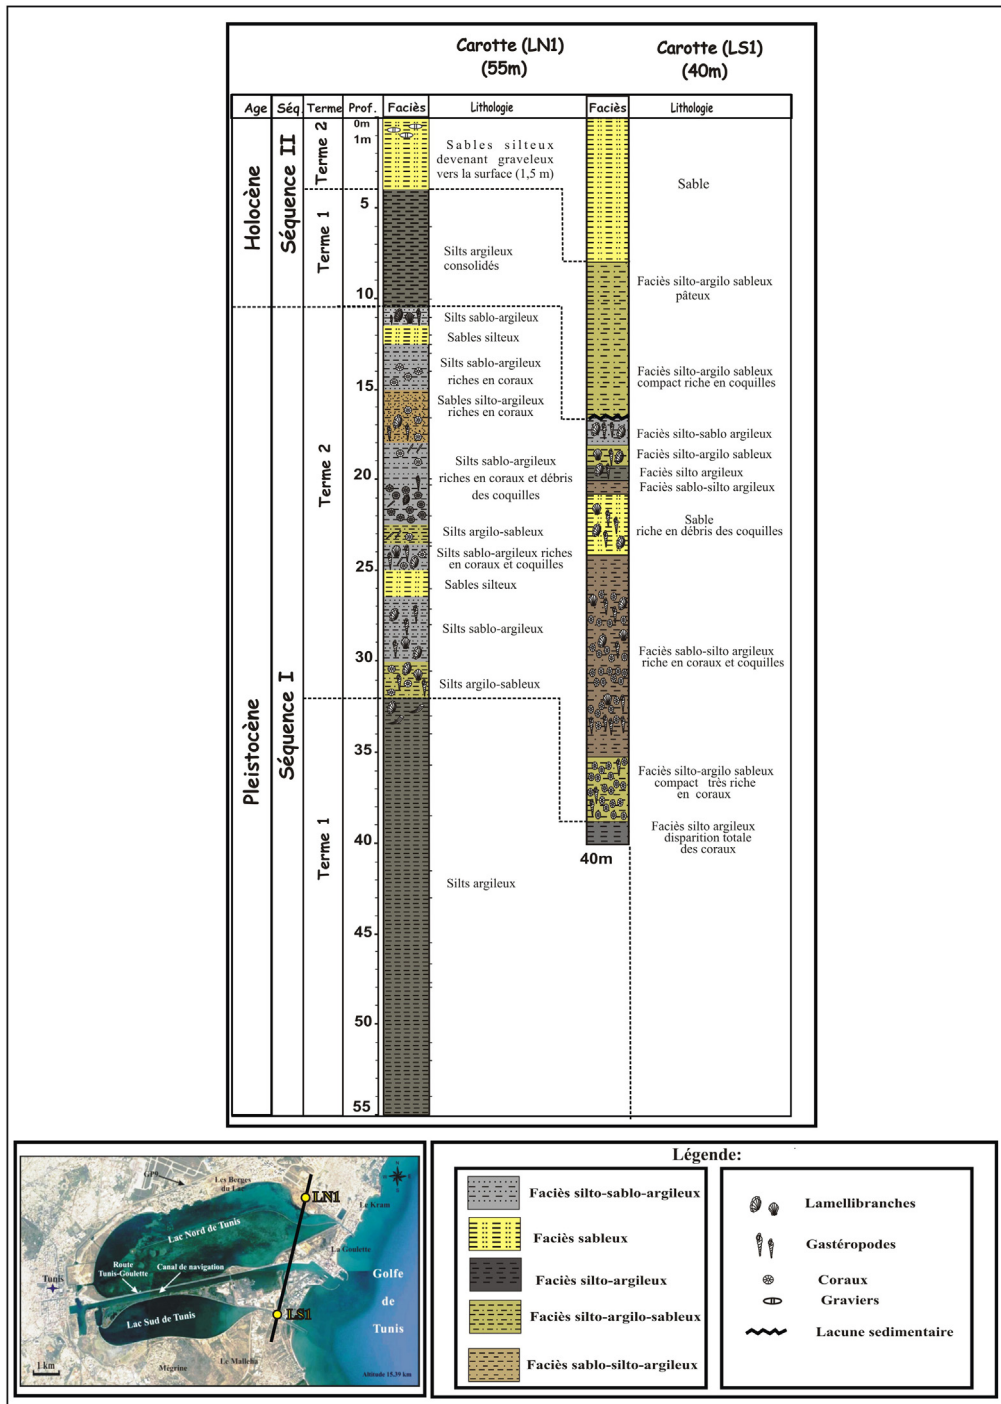 Carotte (LN1)
(55m)
Carotte (LS1)
(40m)
Age
Séq.
Terme
Prof.
Faciès
Lithologie
Faciès
Lithologie
Holocène
Pleistocène
Séquence II
Séquence I
Terme 2
Terme 1
Terme 2
Terme 1
0m
1m
5
10
15
20
25
30
35
40
45
50
55
Sables silteux
devenant graveleux
vers la surface (1,5 m)
Silts argileux
consolidés
Silts sablo-argileux
Sables silteux
Silts sablo-argileux
riches en coraux
Sables silto-argileux
riches en coraux
Silts sablo-argileux
riches en coraux et débris
des coquilles
Silts argilo-sableux
Silts sablo-argileux riches
en coraux et coquilles
Sables silteux
Silts sablo-argileux
Silts argilo-sableux
Silts argileux
Sable
Faciès silto-argilo sableux
pâteux
Faciès silto-argilo sableux
compact riche en coquilles
Faciès silto-sablo argileux
Faciès silto-argilo sableux
Faciès silto argileux
Faciès sablo-silto argileux
Sable
riche en débris des coquilles
Faciès sablo-silto argileux
riche en coraux et coquilles
Faciès silto-argilo sableux
compact très riche
en coraux
Faciès silto argileux
disparition totale
des coraux
40m
GP9
Les Berges
du Lac
LN1
Le Kram
Lac Nord de Tunis
La Goulette
Route
Tunis-Goulette
Canal de navigation
Tunis
Golfe
de
Tunis
LS1
Lac Sud de Tunis
Le Mallaha
Mégrine
1 km
Altitude 15,39 km
Légende:
Faciès silto-sablo-argileux
Faciès sableux
Faciès silto-argileux
Faciès silto-argilo-sableux
Faciès sablo-silto-argileux
Lamellibranches
Gastéropodes
Coraux
Graviers
Lacune sedimentaire